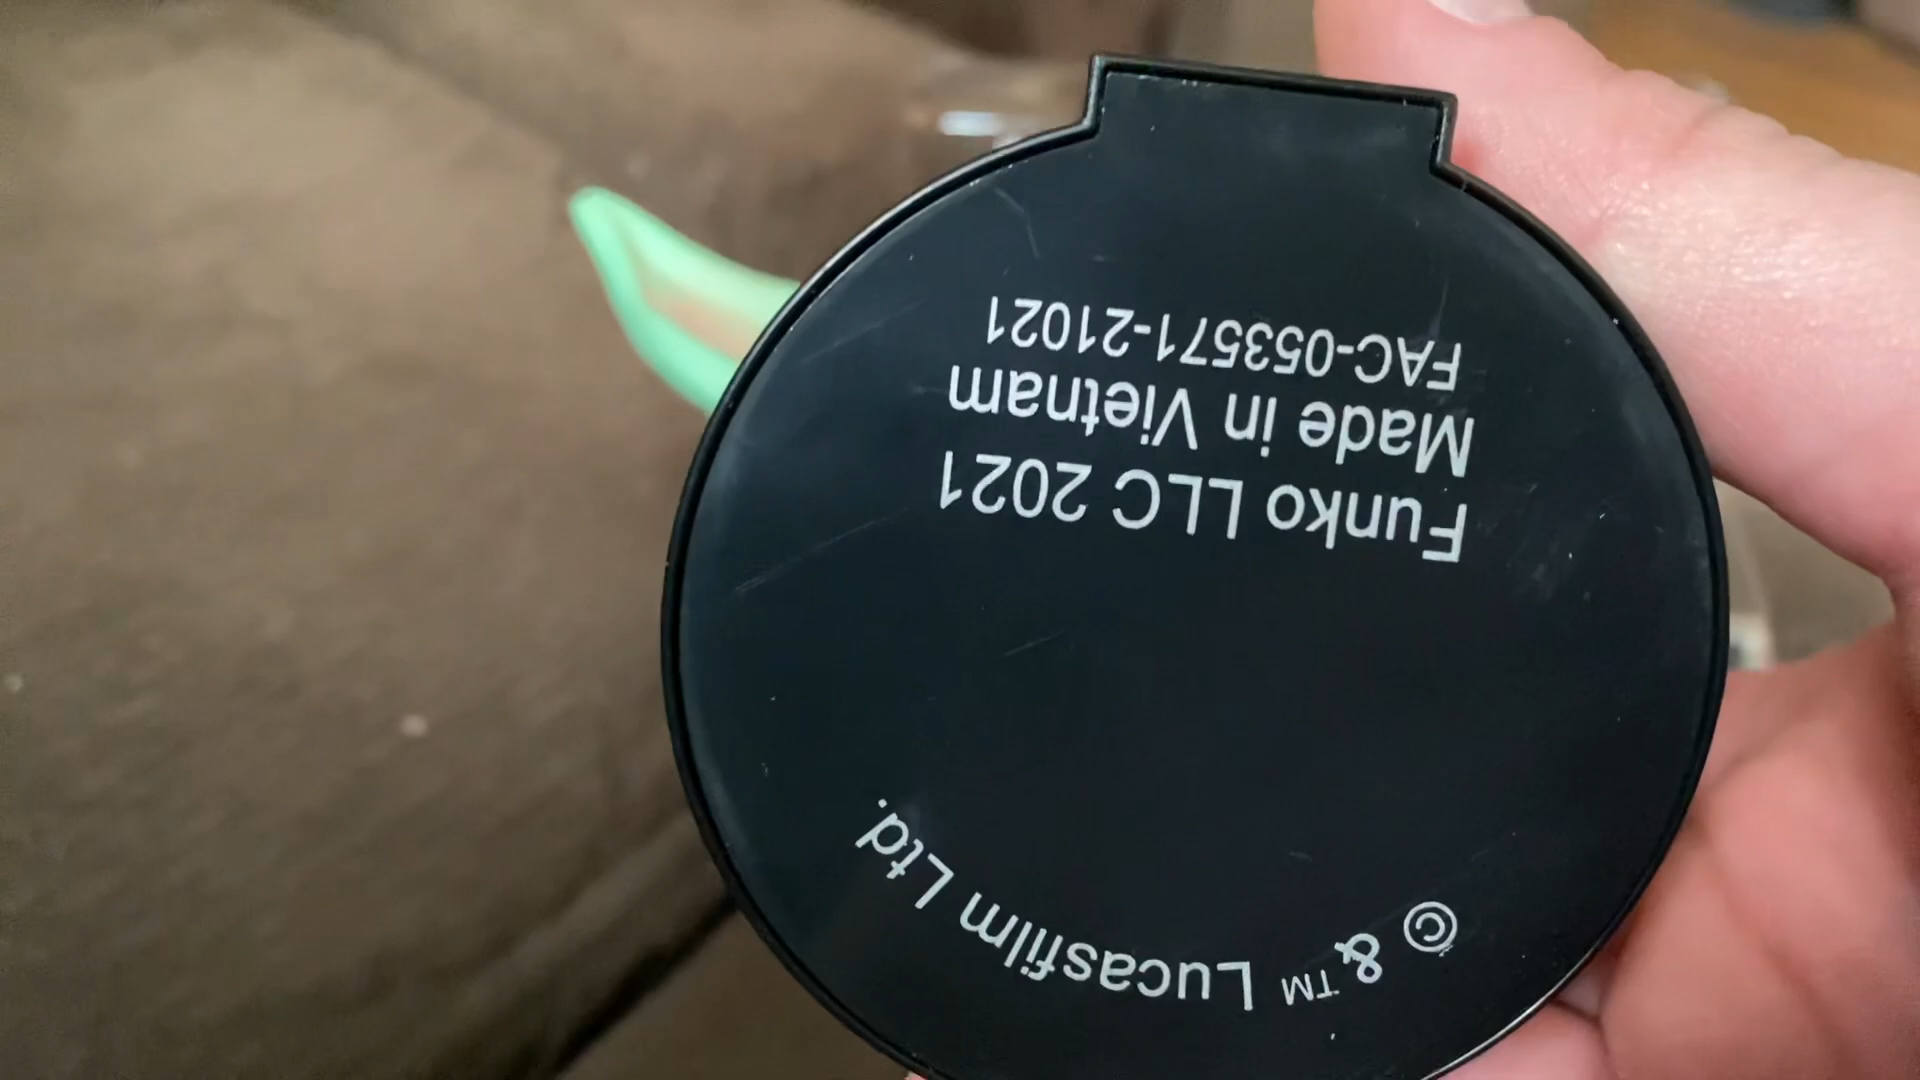 © & ™ Lucasfilm Ltd.
Funko LLC 2021
Made in Vietnam
FAC-053571-21021